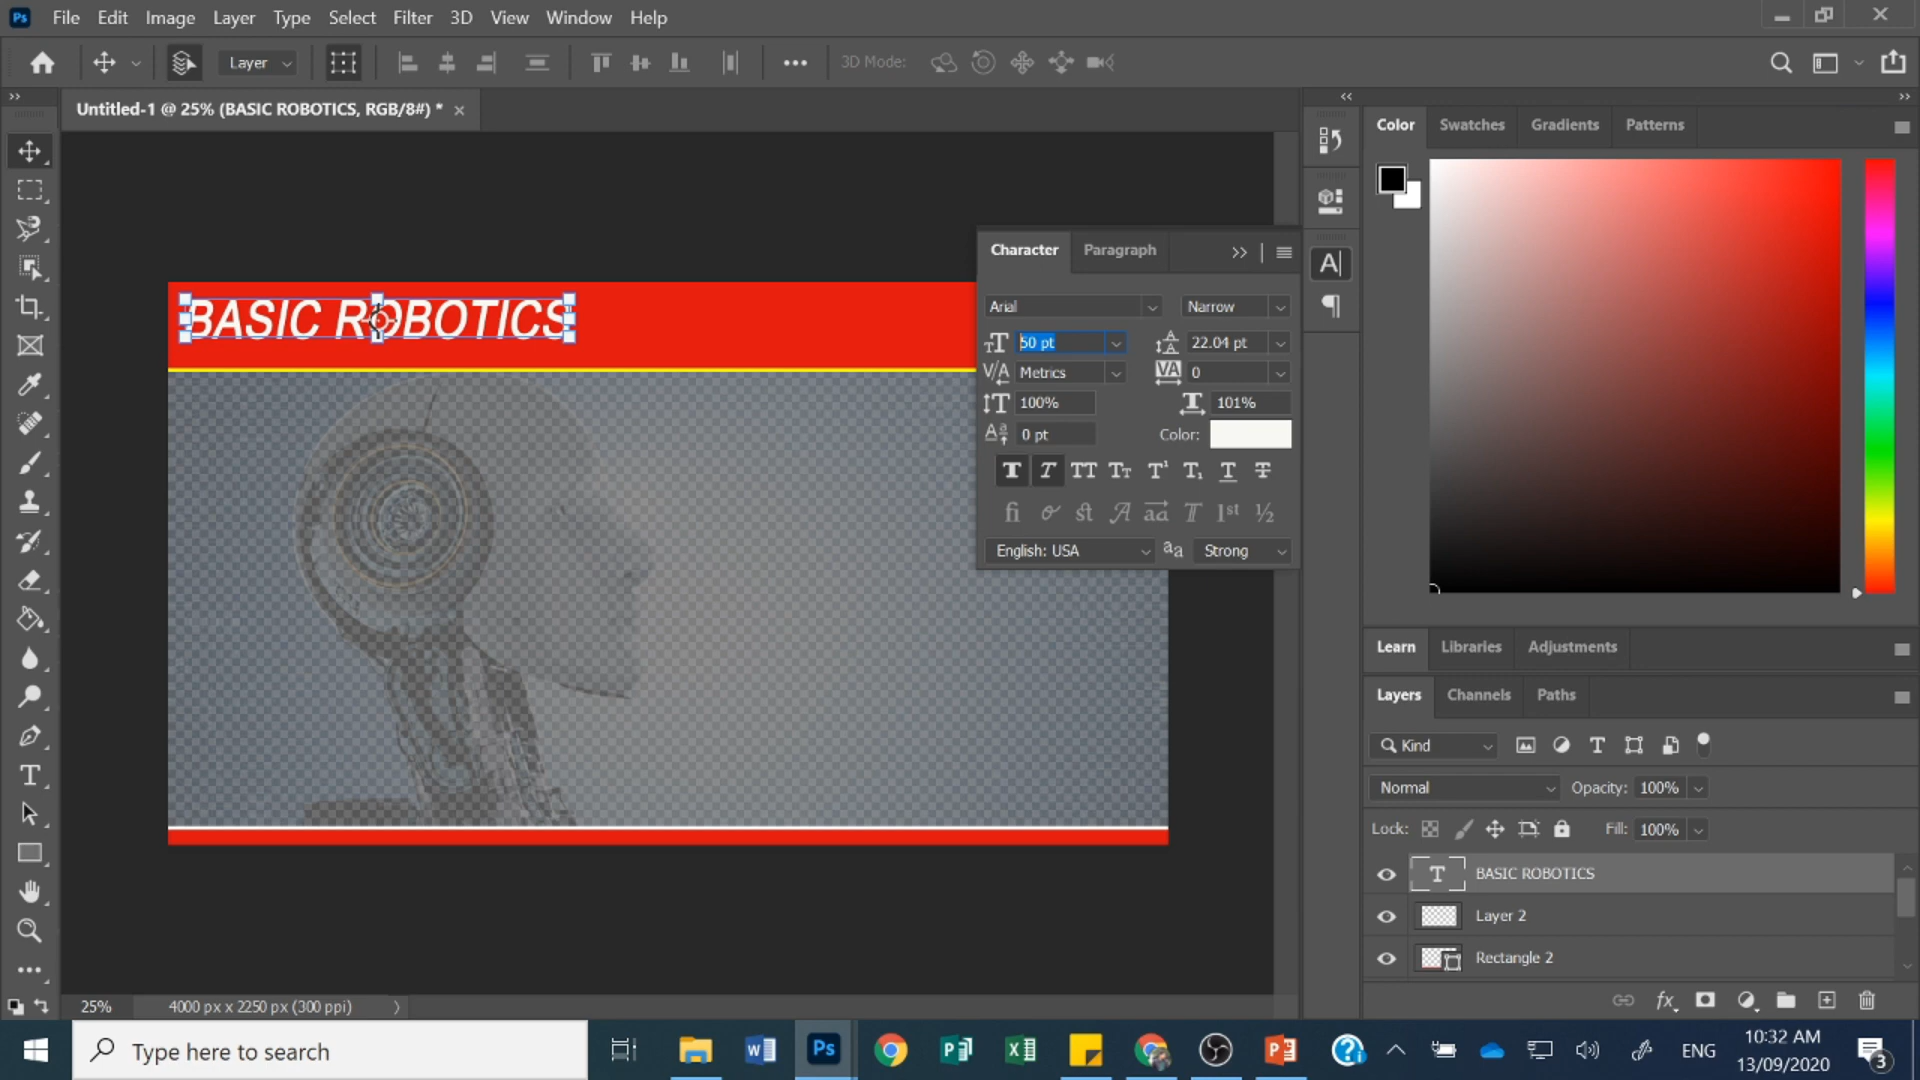 Ps File Edit Image Layer Type Select Filter 3D View Window Help
Layer 3D Mode:
Untitled-1 @ 25% (BASIC ROBOTICS, RGB/8#) *
Color Swatches Gradients Patterns
BASIC ROBOTICS
Character Paragraph
Arial Narrow
50 pt 22.04 pt
Metrics 0
100% 101%
0 pt Color:
English: USA Strong
Learn Libraries Adjustments
Layers Channels Paths
Kind
Normal Opacity: 100%
Lock: Fill: 100%
BASIC ROBOTICS
Layer 2
Rectangle 2
25% 4000 px x 2250 px (300 ppi)
Type here to search
ENG
10:32 AM
13/09/2020
3